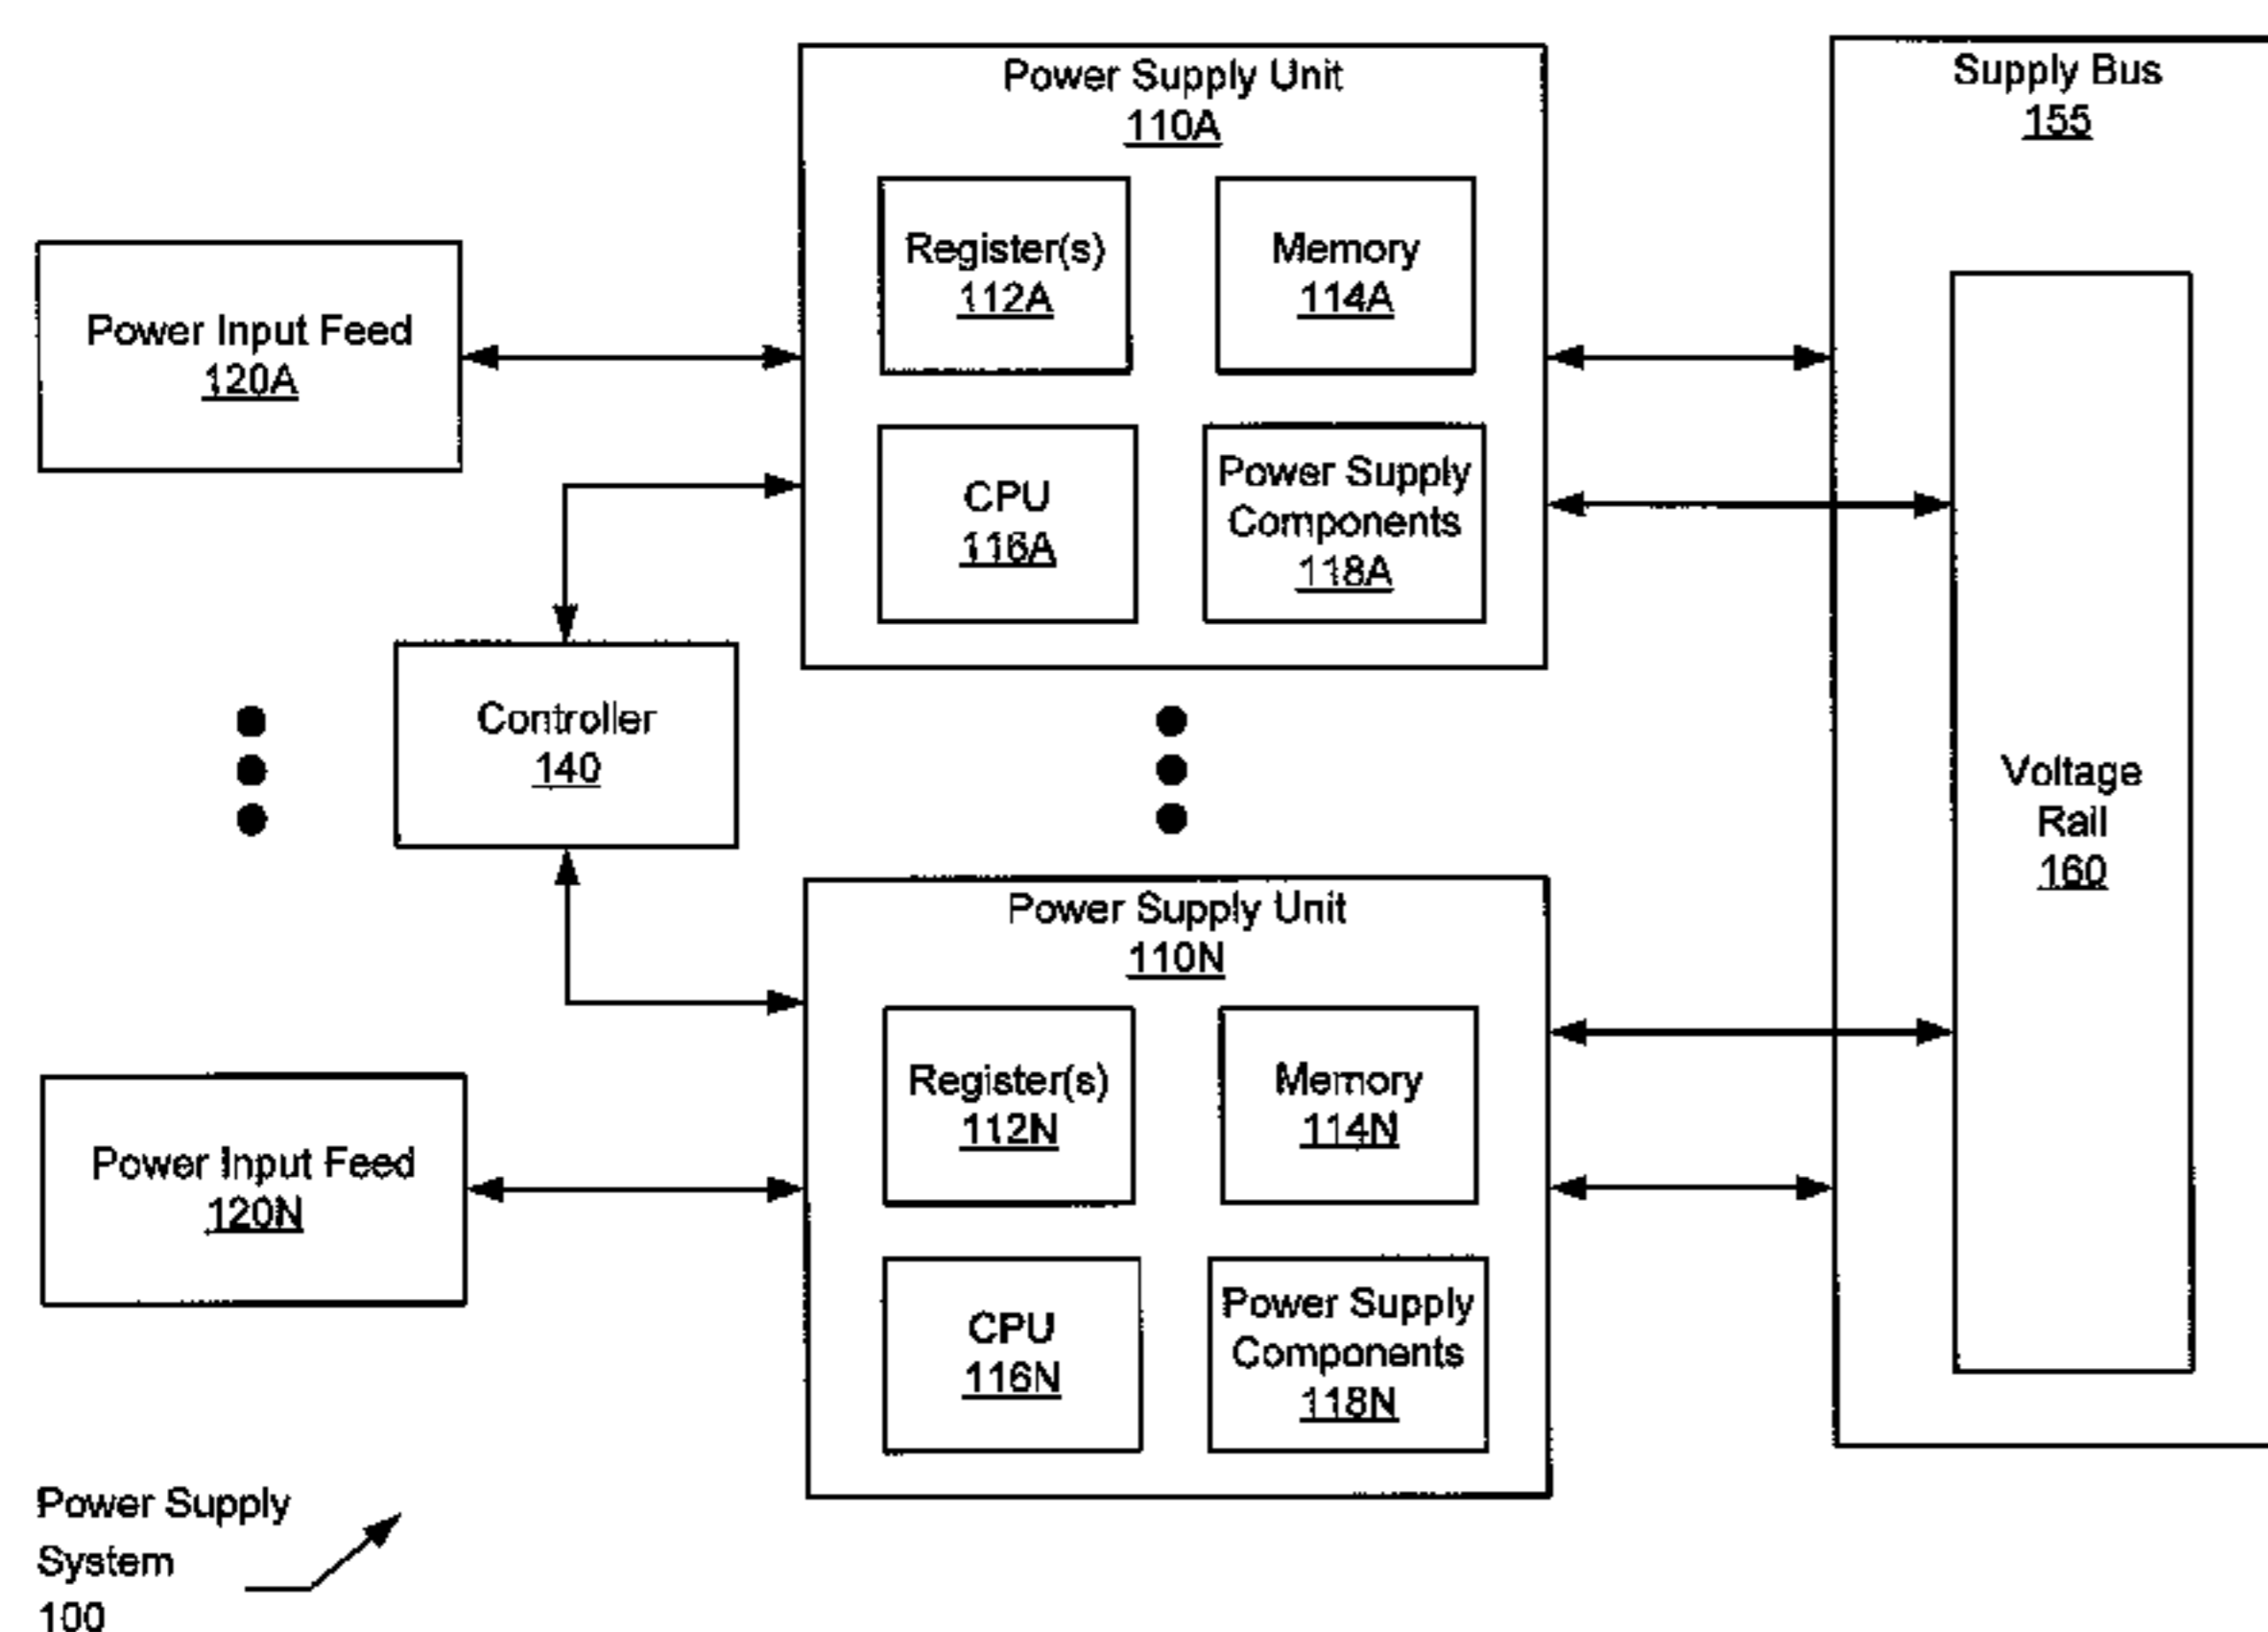 Power Supply Unit
110A
Register(s)
112A
Memory
114A
CPU
116A
Power Supply
Components
118A
Supply Bus
155
Voltage
Rail
160
Power Input Feed
120A
Controller
140
Power Supply Unit
110N
Register(s)
112N
Memory
114N
CPU
116N
Power Supply
Components
118N
Power Input Feed
120N
Power Supply
System
100